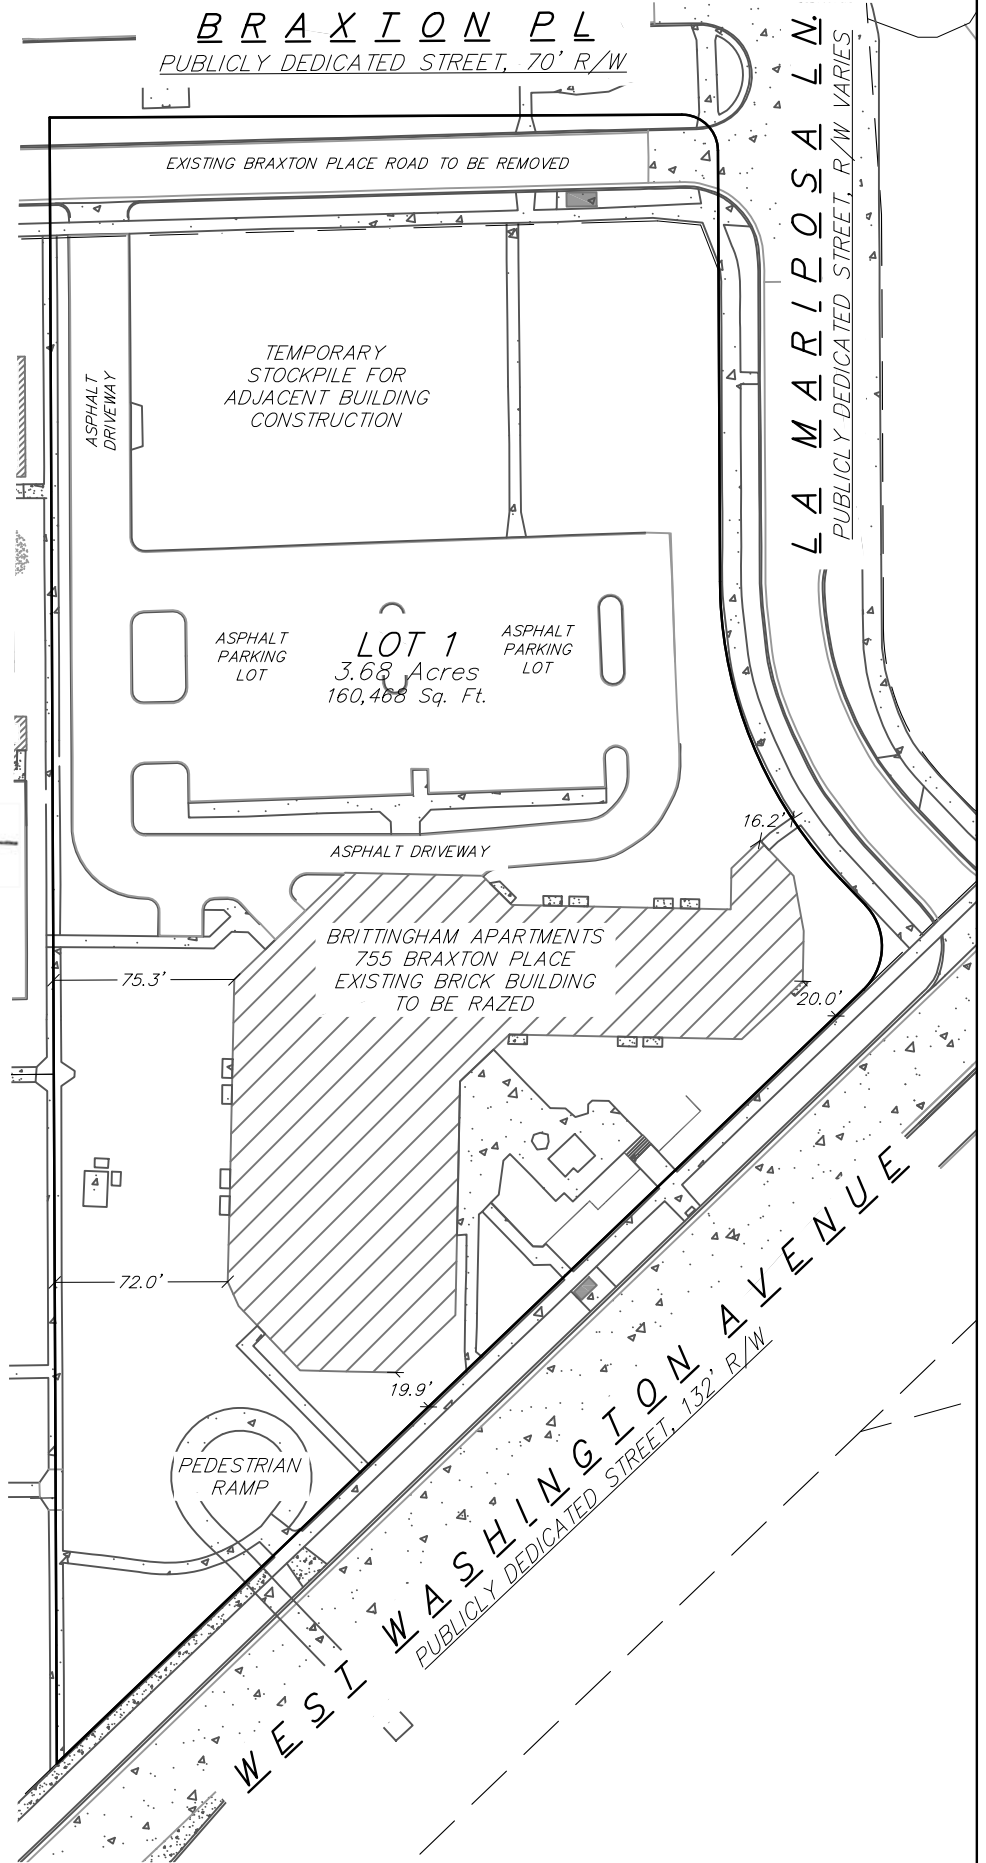 BRAXTON PL
PUBLICLY DEDICATED STREET, 70' R/W
LA MARIPOSA LN.
PUBLICLY DEDICATED STREET, R/W VARIES
EXISTING BRAXTON PLACE ROAD TO BE REMOVED
TEMPORARY
STOCKPILE FOR
ADJACENT BUILDING
CONSTRUCTION
ASPHALT
DRIVEWAY
ASPHALT
PARKING
LOT
LOT 1
3.68 Acres
160,468 Sq. Ft.
ASPHALT
PARKING
LOT
16.2'
ASPHALT DRIVEWAY
BRITTINGHAM APARTMENTS
755 BRAXTON PLACE
EXISTING BRICK BUILDING
TO BE RAZED
75.3'
20.0'
72.0'
19.9'
PEDESTRIAN
RAMP
WEST WASHINGTON AVENUE
PUBLICLY DEDICATED STREET, 132' R/W